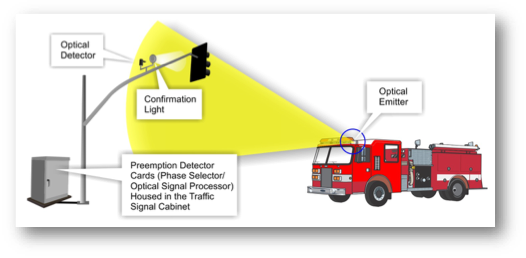 Optical
Detector
Optical
Emitter
Confirmation
Light
Preemption Detector
Cards (Phase Selector/
Optical Signal Processor)
Housed in the Traffic
Signal Cabinet